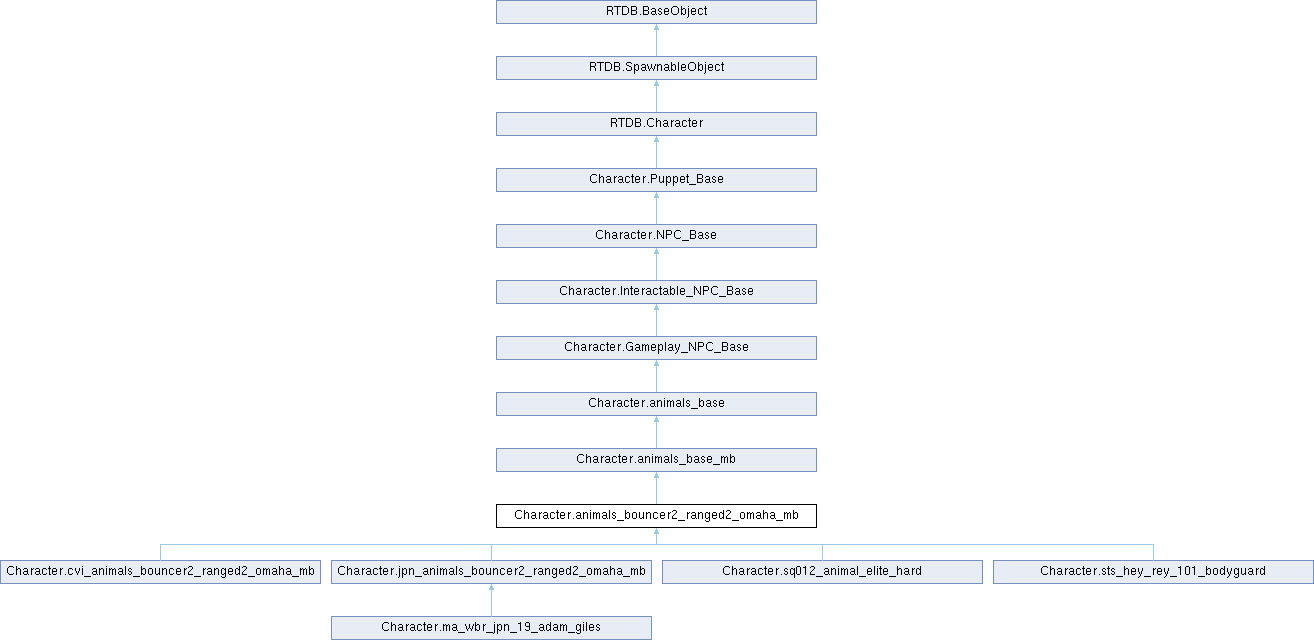 RTDB.BaseObject
RTDB.SpawnableObject
RTDB.Character
Character.Puppet_Base
Character.NPC_Base
Character.Interactable_NPC_Base
Character.Gameplay_NPC_Base
Character.animals_base
Character.animals_base_mb
Character.animals_bouncer2_ranged2_omaha_mb
Character.cvi_animals_bouncer2_ranged2_omaha_mb
Character.jpn_animals_bouncer2_ranged2_omaha_mb
Character.sq012_animal_elite_hard
Character.sts_hey_rey_101_bodyguard
Character.ma_wbr_jpn_19_adam_giles